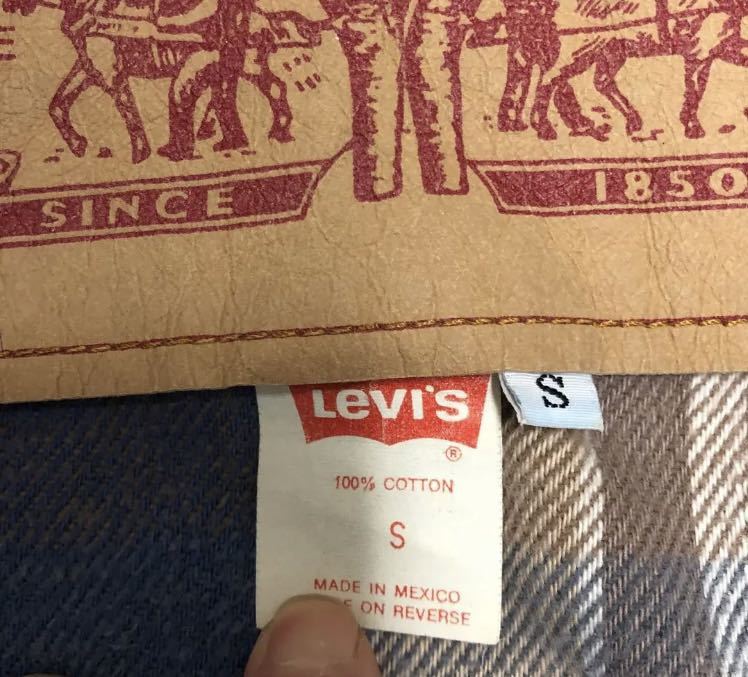 SINCE 1850
LEVI'S
®
S
100% COTTON
S
MADE IN MEXICO
ON REVERSE